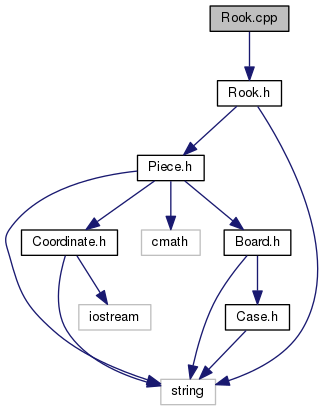 Rook.cpp
Rook.h
Piece.h
Coordinate.h
cmath
Board.h
iostream
Case.h
string